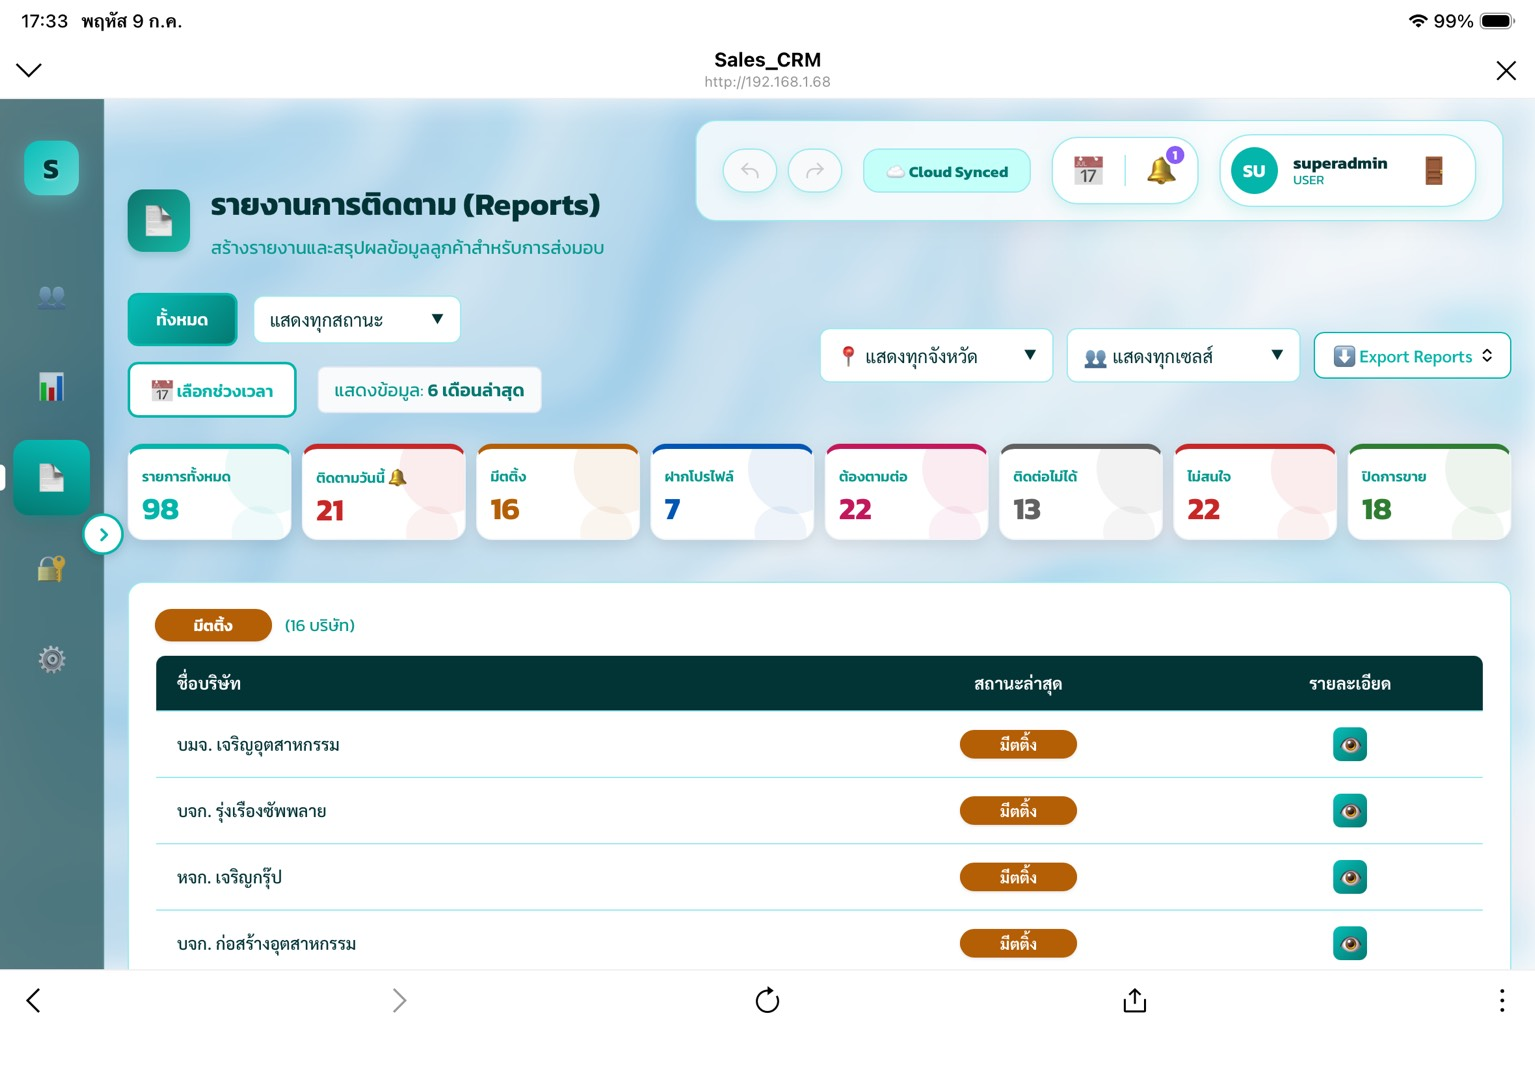 17:33 พฤหัส 9 ก.ค.
99%
Sales_CRM
http://192.168.1.68
S
รายงานการติดตาม (Reports)
สร้างรายงานและสรุปผลข้อมูลลูกค้าสำหรับการส่งมอบ
Cloud Synced
JUL 17
1
SU
superadmin
USER
ทั้งหมด
แสดงทุกสถานะ
แสดงทุกจังหวัด
แสดงทุกเซลส์
Export Reports
JUL 17 เลือกช่วงเวลา
แสดงข้อมูล: 6 เดือนล่าสุด
รายการทั้งหมด
98
ติดตามวันนี้
21
มีตติ้ง
16
ฝากโปรไฟล์
7
ต้องตามต่อ
22
ติดต่อไม่ได้
13
ไม่สนใจ
22
ปิดการขาย
18
มีตติ้ง (16 บริษัท)
ชื่อบริษัท สถานะล่าสุด รายละเอียด
บมจ. เจริญอุตสาหกรรม มีตติ้ง
บจก. รุ่งเรืองซัพพลาย มีตติ้ง
หจก. เจริญกรุ๊ป มีตติ้ง
บจก. ก่อสร้างอุตสาหกรรม มีตติ้ง